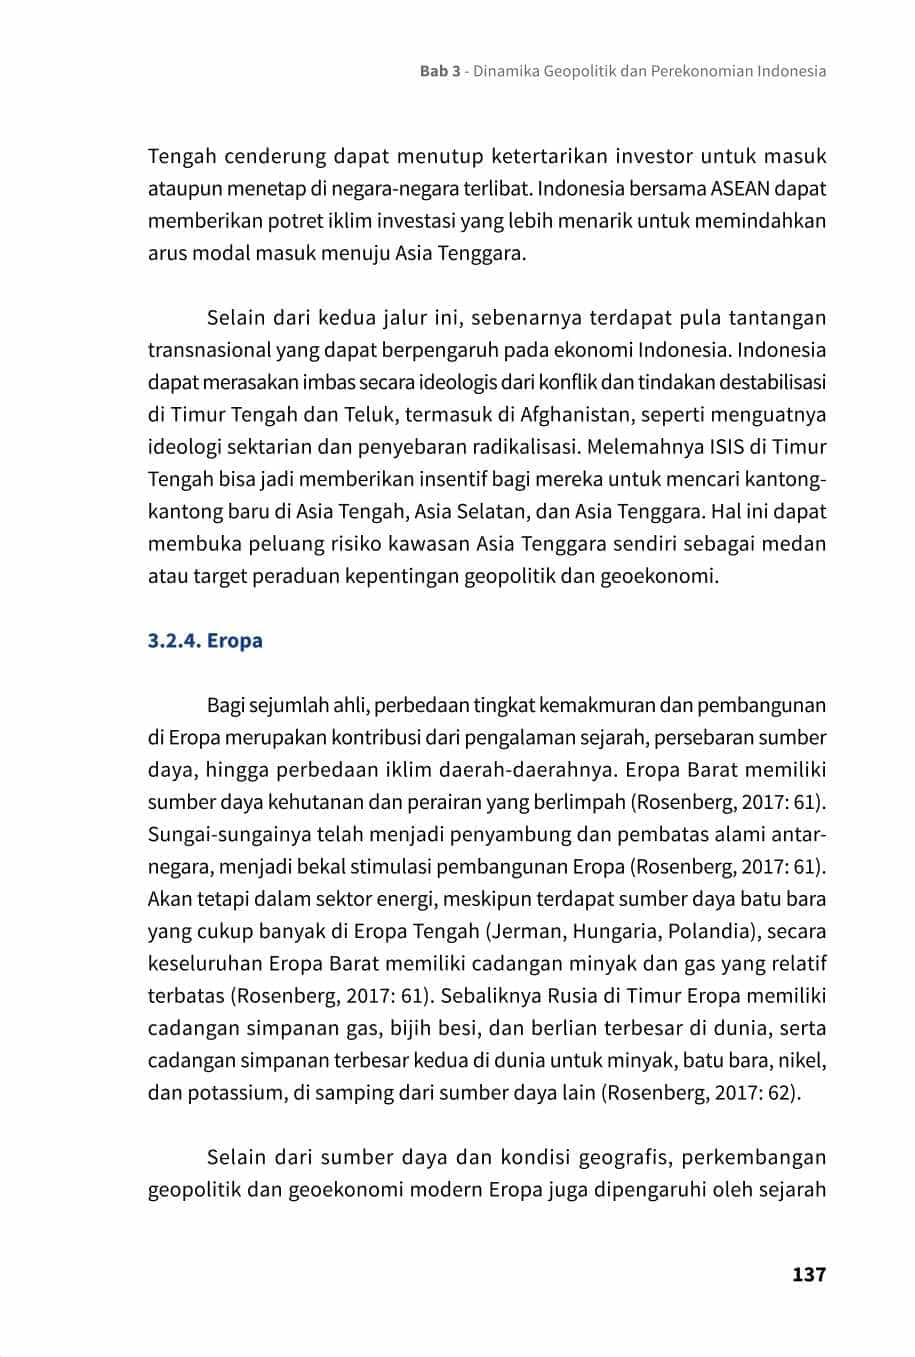 Bab 3 - Dinamika Geopolitik dan Perekonomian Indonesia
Tengah cenderung dapat menutup ketertarikan investor untuk masuk
ataupun menetap di negara-negara terlibat. Indonesia bersama ASEAN dapat
memberikan potret iklim investasi yang lebih menarik untuk memindahkan
arus modal masuk menuju Asia Tenggara.
Selain dari kedua jalur ini, sebenarnya terdapat pula tantangan
transnasional yang dapat berpengaruh pada ekonomi Indonesia. Indonesia
dapat merasakan imbas secara ideologis dari konflik dan tindakan destabilisasi
di Timur Tengah dan Teluk, termasuk di Afghanistan, seperti menguatnya
ideologi sektarian dan penyebaran radikalisasi. Melemahnya ISIS di Timur
Tengah bisa jadi memberikan insentif bagi mereka untuk mencari kantong-
kantong baru di Asia Tengah, Asia Selatan, dan Asia Tenggara. Hal ini dapat
membuka peluang risiko kawasan Asia Tenggara sendiri sebagai medan
atau target peraduan kepentingan geopolitik dan geoekonomi.
3.2.4. Eropa
Bagi sejumlah ahli, perbedaan tingkat kemakmuran dan pembangunan
di Eropa merupakan kontribusi dari pengalaman sejarah, persebaran sumber
daya, hingga perbedaan iklim daerah-daerahnya. Eropa Barat memiliki
sumber daya kehutanan dan perairan yang berlimpah (Rosenberg, 2017: 61).
Sungai-sungainya telah menjadi penyambung dan pembatas alami antar-
negara, menjadi bekal stimulasi pembangunan Eropa (Rosenberg, 2017: 61).
Akan tetapi dalam sektor energi, meskipun terdapat sumber daya batu bara
yang cukup banyak di Eropa Tengah (Jerman, Hungaria, Polandia), secara
keseluruhan Eropa Barat memiliki cadangan minyak dan gas yang relatif
terbatas (Rosenberg, 2017: 61). Sebaliknya Rusia di Timur Eropa memiliki
cadangan simpanan gas, bijih besi, dan berlian terbesar di dunia, serta
cadangan simpanan terbesar kedua di dunia untuk minyak, batu bara, nikel,
dan potassium, di samping dari sumber daya lain (Rosenberg, 2017: 62).
Selain dari sumber daya dan kondisi geografis, perkembangan
geopolitik dan geoekonomi modern Eropa juga dipengaruhi oleh sejarah
137